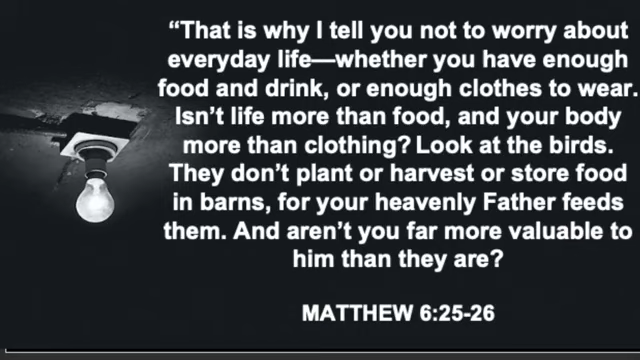 “That is why I tell you not to worry about
everyday life—whether you have enough
food and drink, or enough clothes to wear.
Isn’t life more than food, and your body
more than clothing? Look at the birds.
They don’t plant or harvest or store food
in barns, for your heavenly Father feeds
them. And aren’t you far more valuable to
him than they are?
MATTHEW 6:25-26